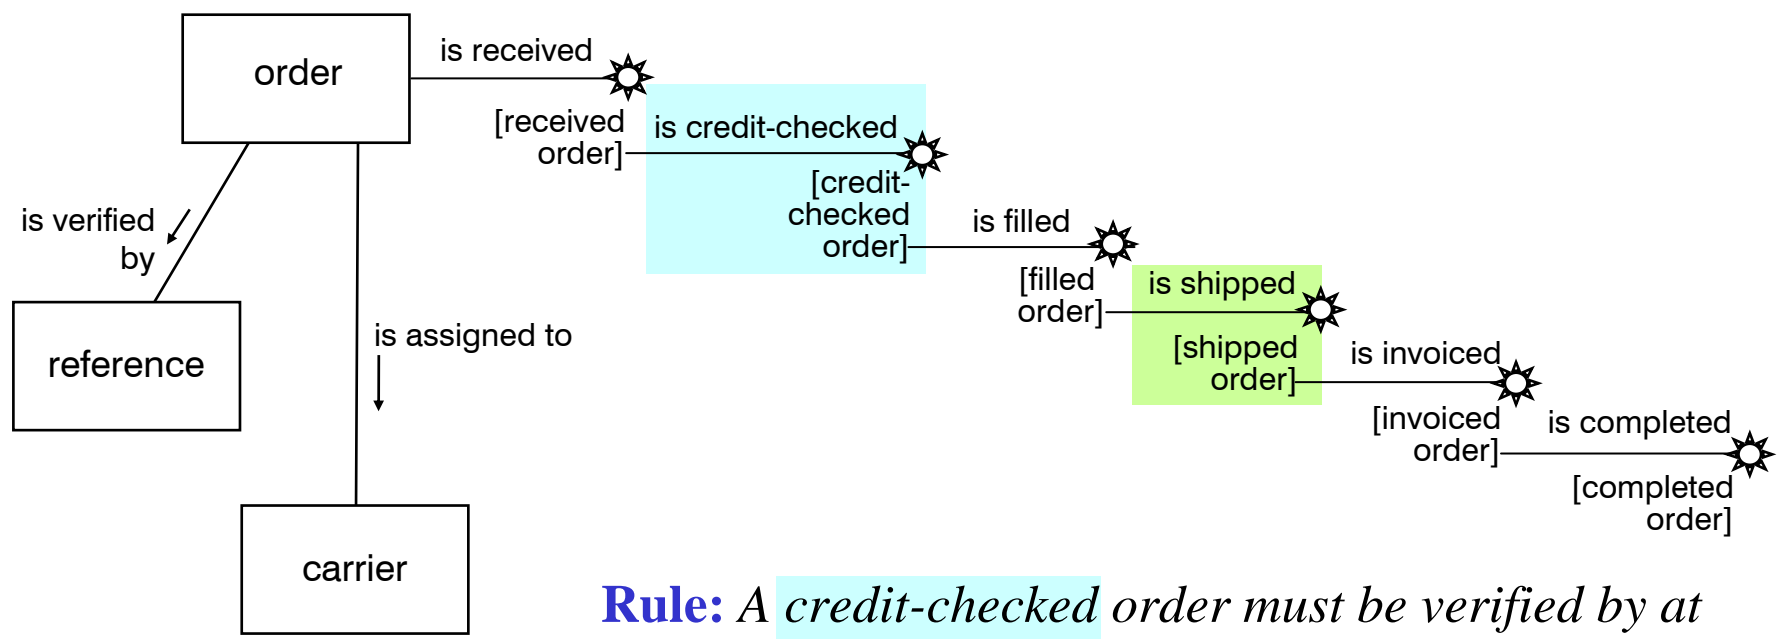 order
is received
[received
order]
is credit-checked
[credit-
checked
order]
is filled
[filled
order]
is shipped
[shipped
order]
is invoiced
[invoiced
order]
is completed
[completed
order]
is verified
by
reference
is assigned to
carrier
Rule: A credit-checked order must be verified by at